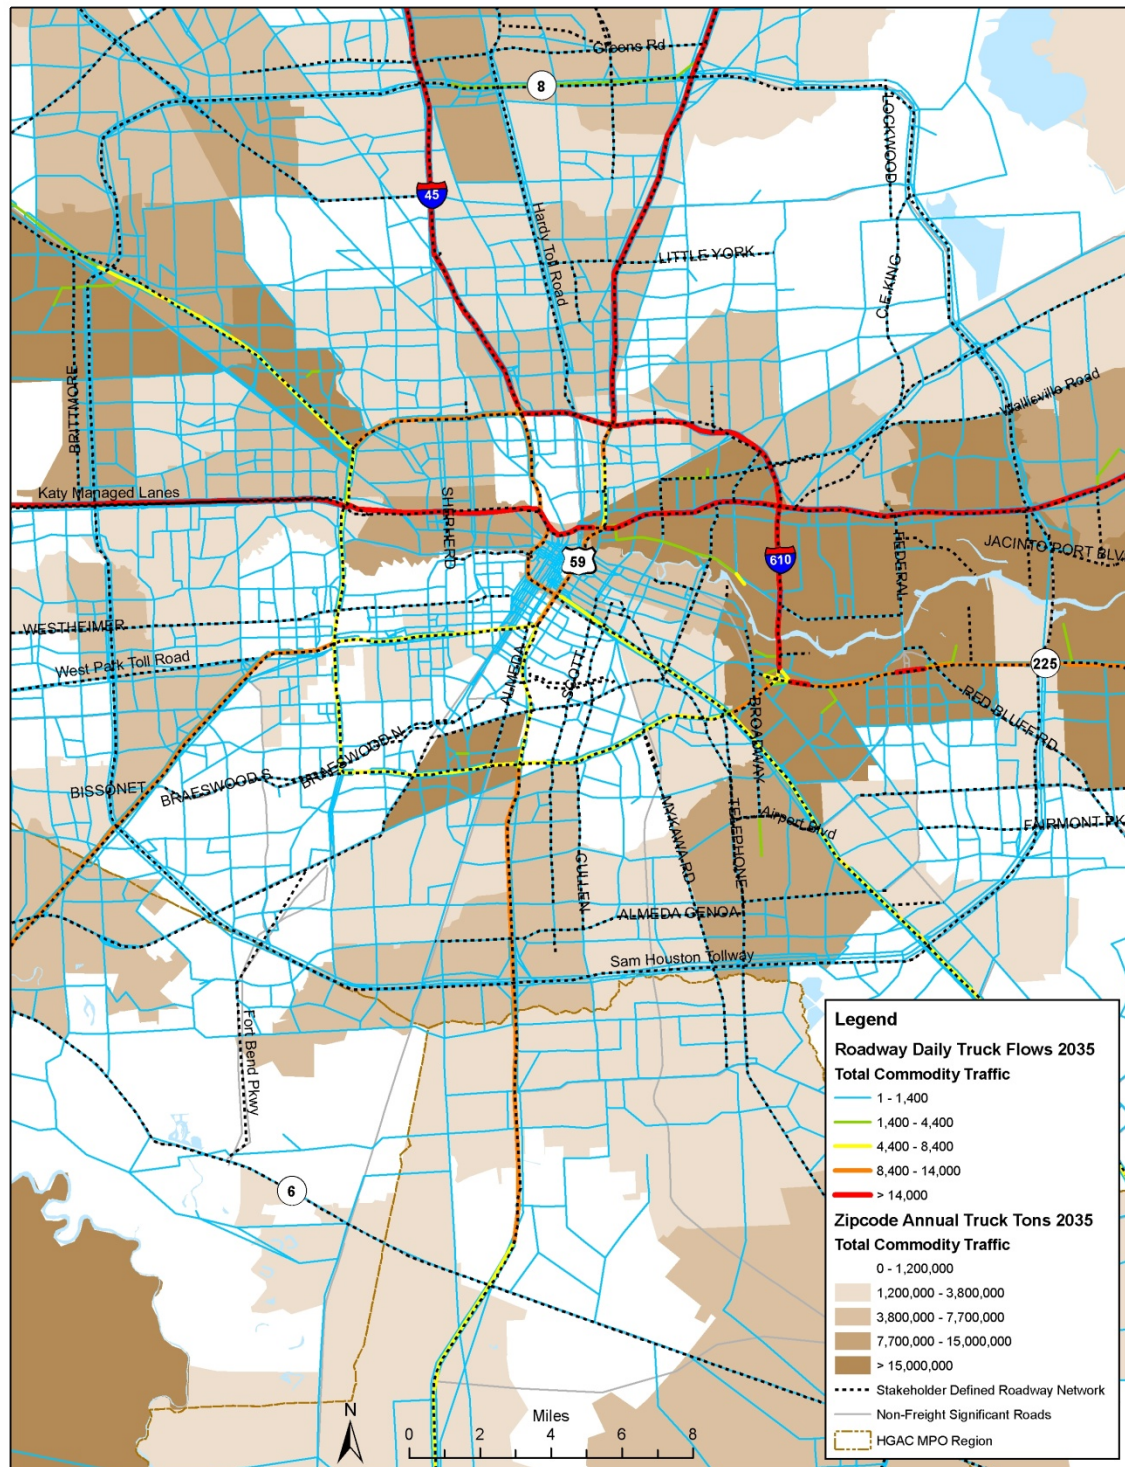 Greens Rd
8
LOCKWOOD
45
Hardy Toll Road
LITTLE YORK
C.E.KING
BRITTMORE
Wallisville Road
Katy Managed Lanes
SHERHERD
59
610
FEDERAL
JACINTO PORT BLV
WESTHEIMER
West Park Toll Road
ALMEDA
SCOTT
225
RED BLUFF RD
BROADWAY
BISSONET
BRAESWOOD S
BRAESWOOD N
MYKAWA RD
TELEPHONE
Airport Blvd
FAIRMONT PK
CULLEN
ALMEDA GENOA
Sam Houston Tollway
Fort Bend Pkwy
6
Legend
Roadway Daily Truck Flows 2035
Total Commodity Traffic
1 - 1,400
1,400 - 4,400
4,400 - 8,400
8,400 - 14,000
> 14,000
Zipcode Annual Truck Tons 2035
Total Commodity Traffic
0 - 1,200,000
1,200,000 - 3,800,000
3,800,000 - 7,700,000
7,700,000 - 15,000,000
> 15,000,000
Stakeholder Defined Roadway Network
Non-Freight Significant Roads
HGAC MPO Region
N
Miles
0 2 4 6 8